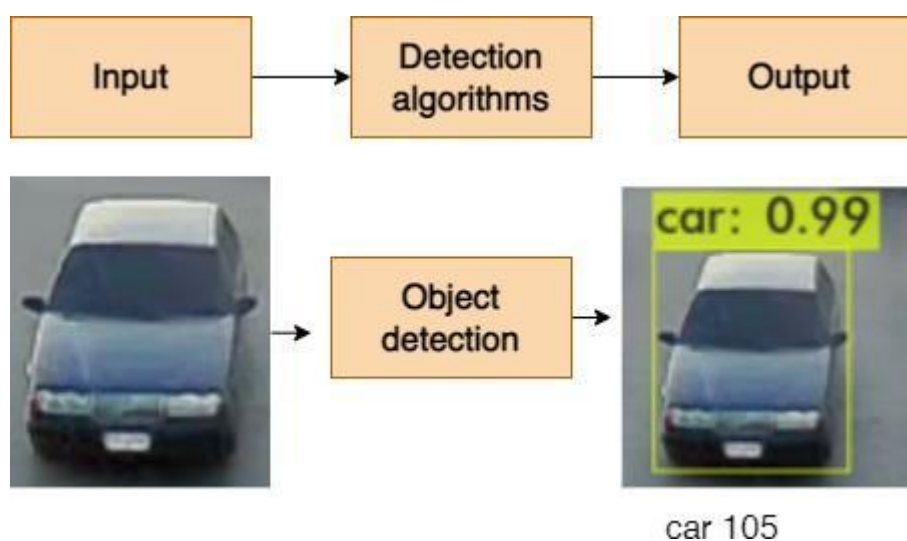 Input
Detection
algorithms
Output
car: 0.99
Object
detection
car 105